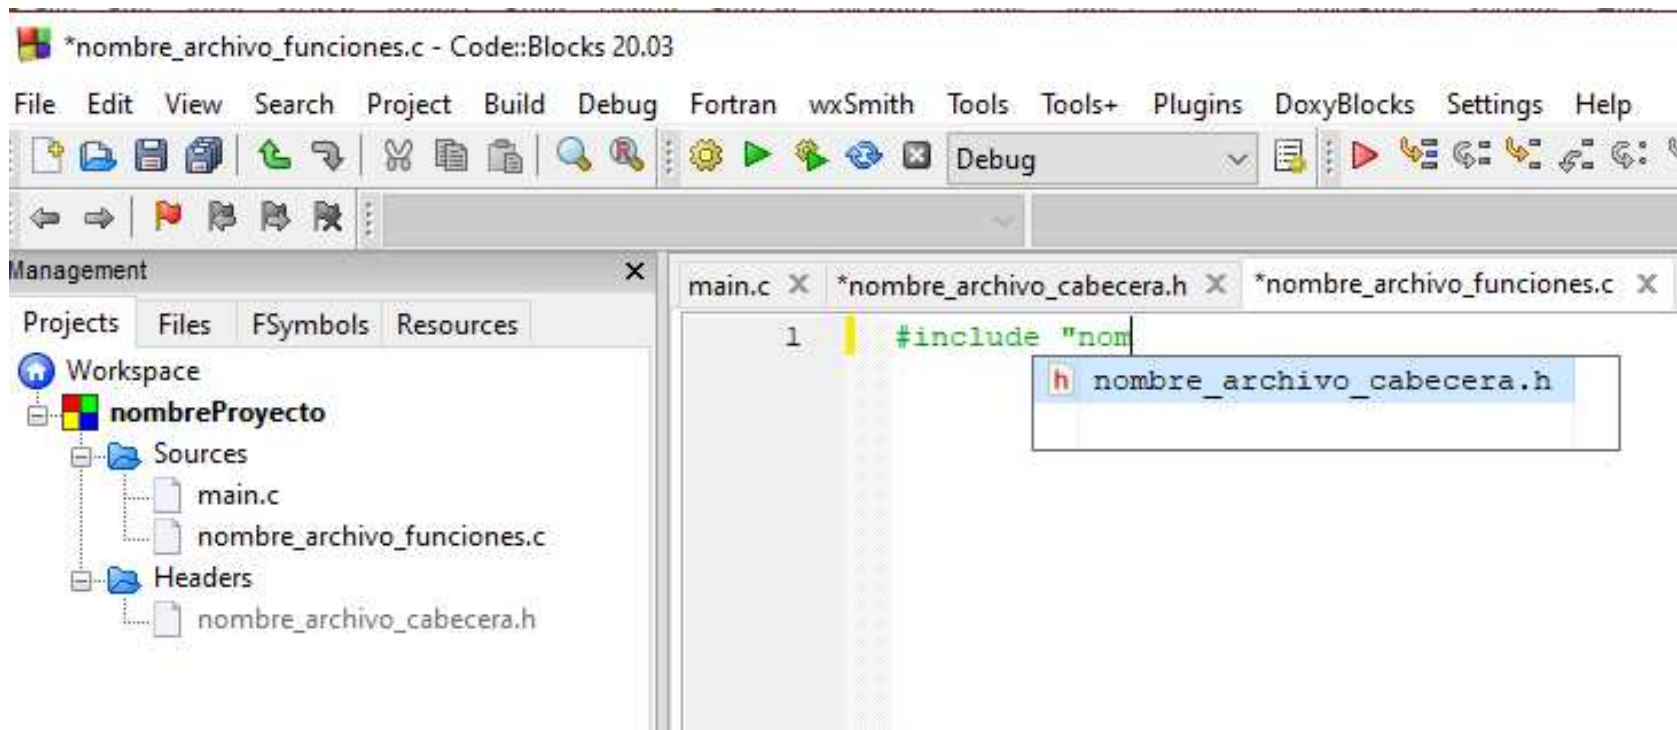 *nombre_archivo_funciones.c - Code::Blocks 20.03
File Edit View Search Project Build Debug Fortran wxSmith Tools Tools+ Plugins DoxyBlocks Settings Help
Debug
Management
main.c *nombre_archivo_cabecera.h *nombre_archivo_funciones.c
Projects Files FSymbols Resources
1 #include "nom
h nombre_archivo_cabecera.h
Workspace
nombreProyecto
Sources
main.c
nombre_archivo_funciones.c
Headers
nombre_archivo_cabecera.h